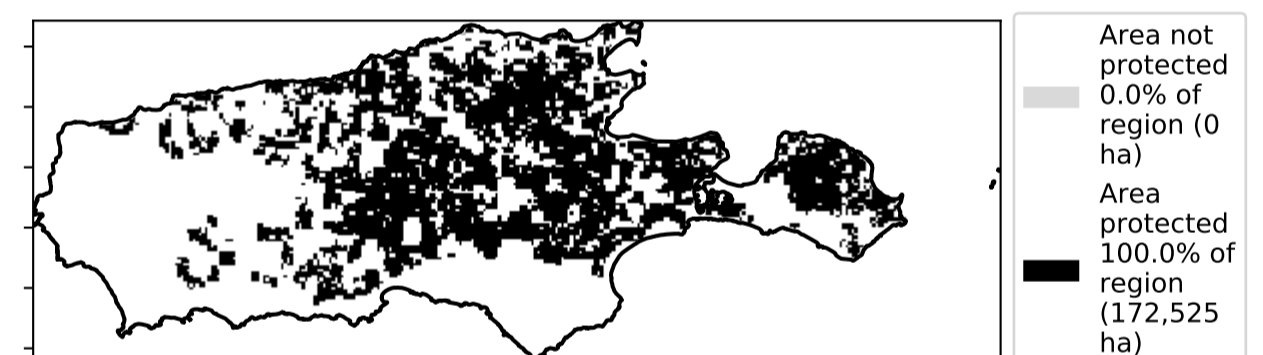 Area not
protected
0.0% of
region (0
ha)
Area
protected
100.0% of
region
(172,525
ha)